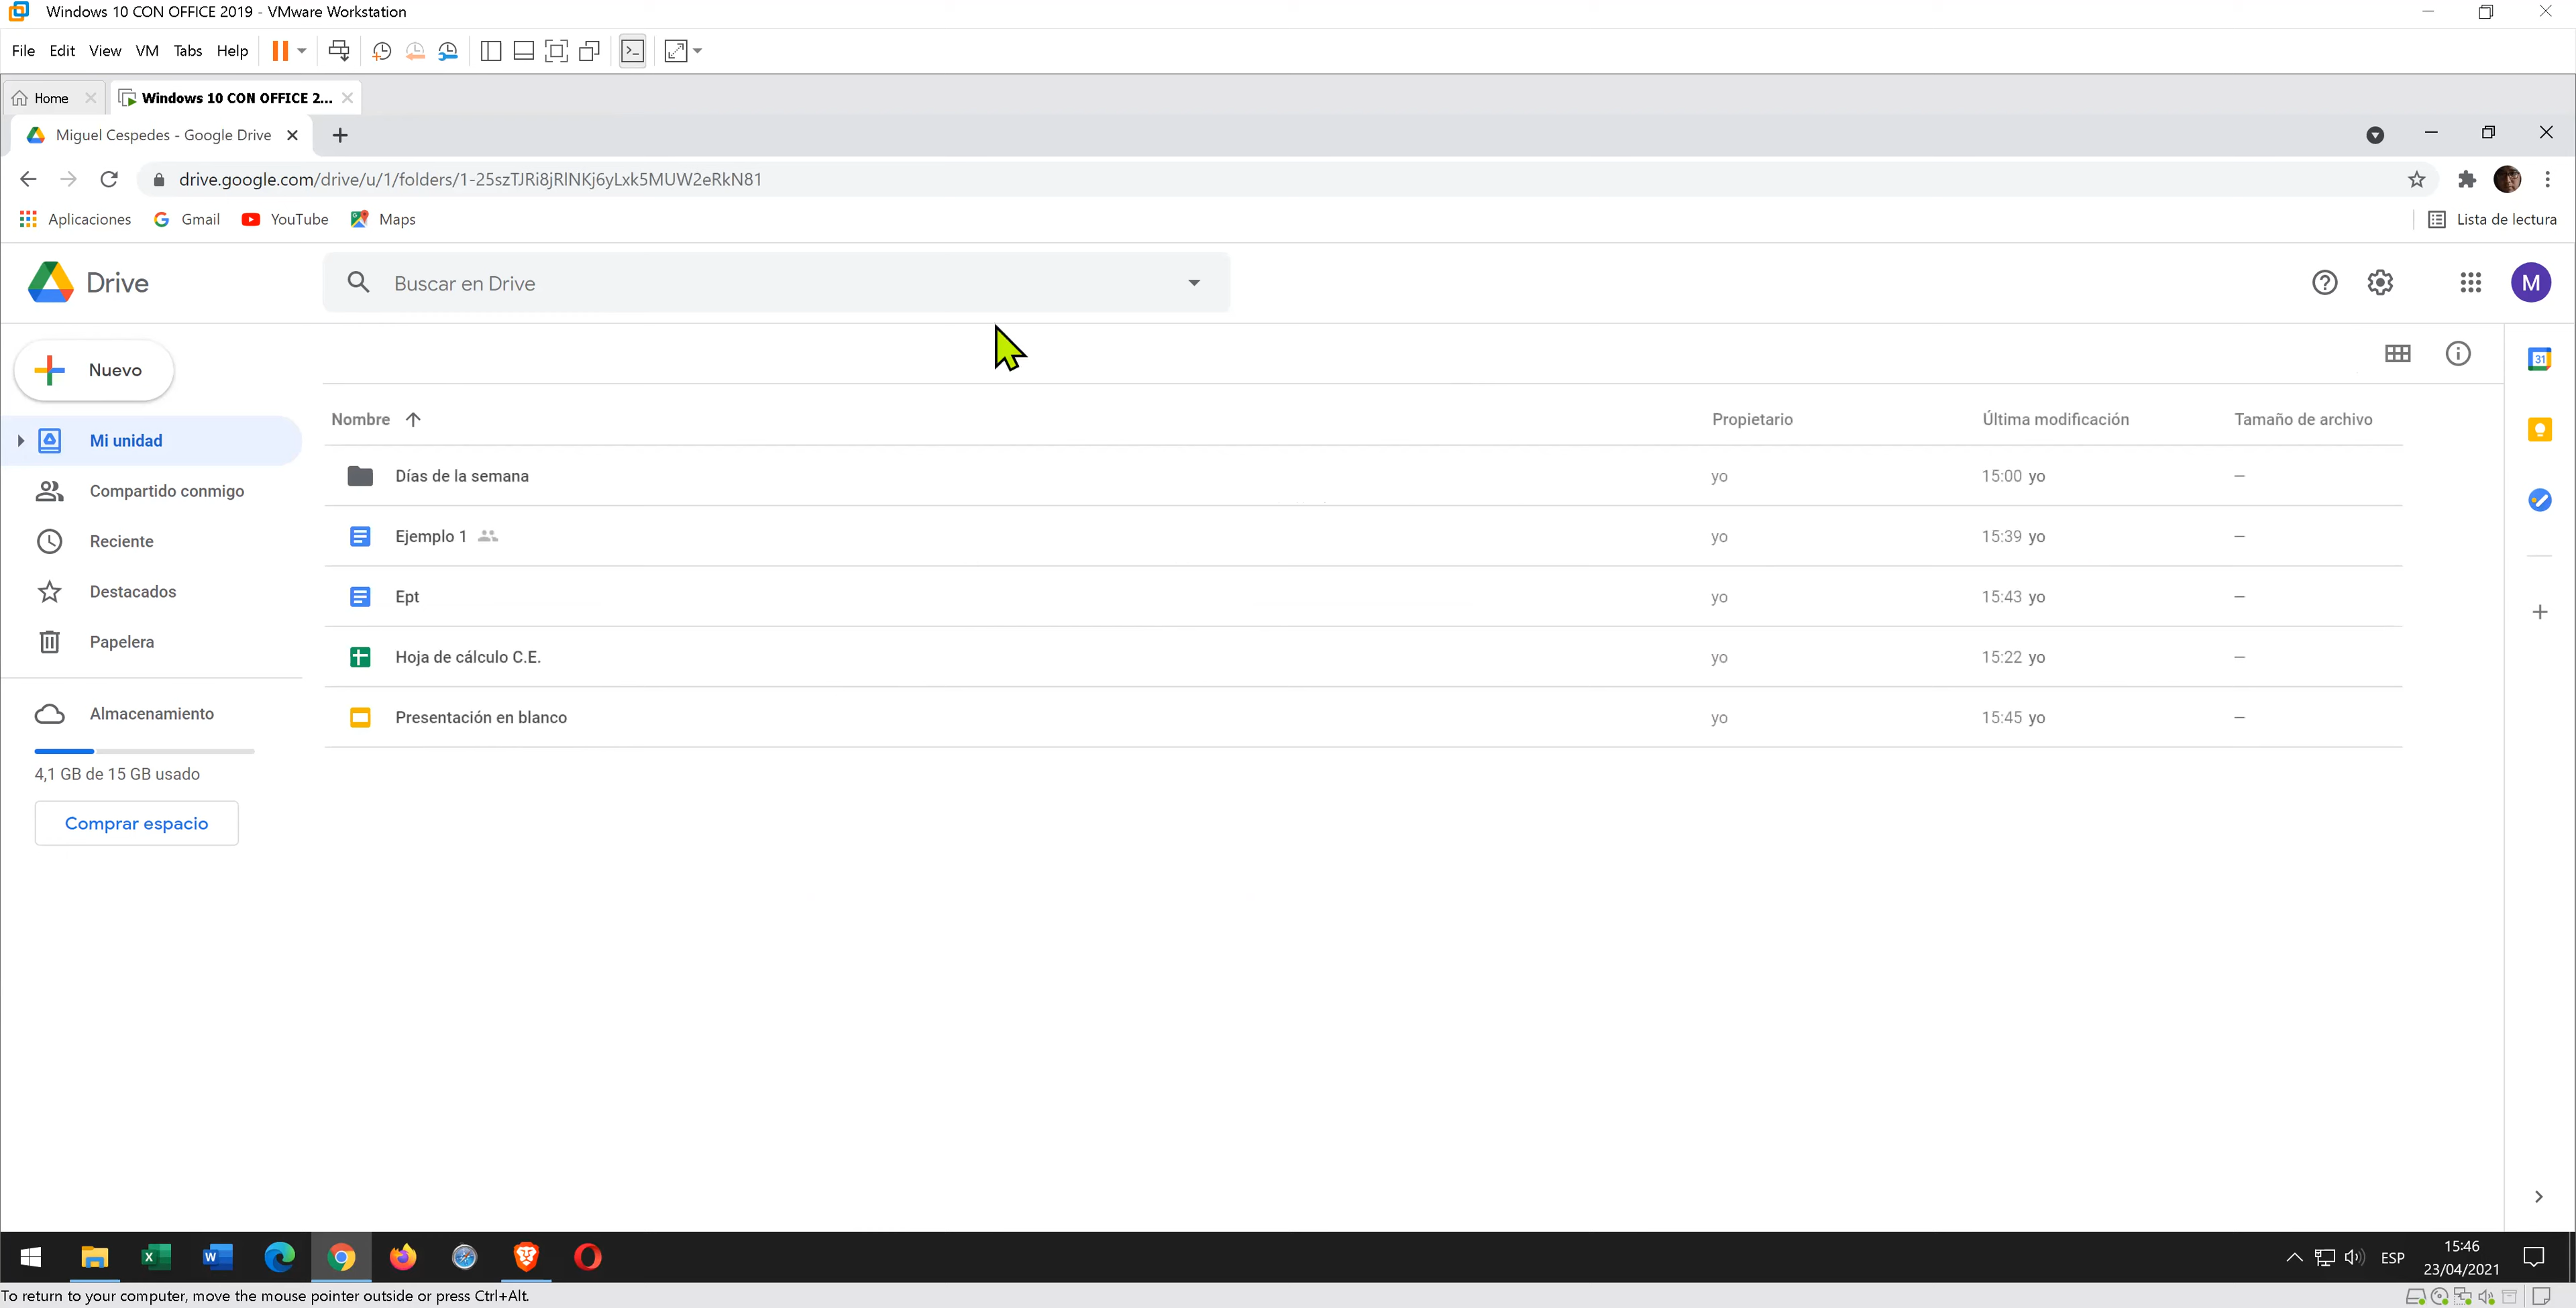 Windows 10 CON OFFICE 2019 - VMware Workstation
File Edit View VM Tabs Help
Home Windows 10 CON OFFICE 2...
Miguel Cespedes - Google Drive
drive.google.com/drive/u/1/folders/1-25szTJRi8jRlNKj6yLxk5MUW2eRkN81
Aplicaciones Gmail YouTube Maps Lista de lectura
Drive Buscar en Drive M
Nuevo
31
Nombre Propietario Última modificación Tamaño de archivo
Mi unidad
Días de la semana yo 15:00 yo –
Compartido conmigo
Ejemplo 1 yo 15:39 yo –
Reciente
Ept yo 15:43 yo –
Destacados
Papelera
Hoja de cálculo C.E. yo 15:22 yo –
Almacenamiento
Presentación en blanco yo 15:45 yo –
4,1 GB de 15 GB usado
Comprar espacio
ESP 15:46
23/04/2021
To return to your computer, move the mouse pointer outside or press Ctrl+Alt.